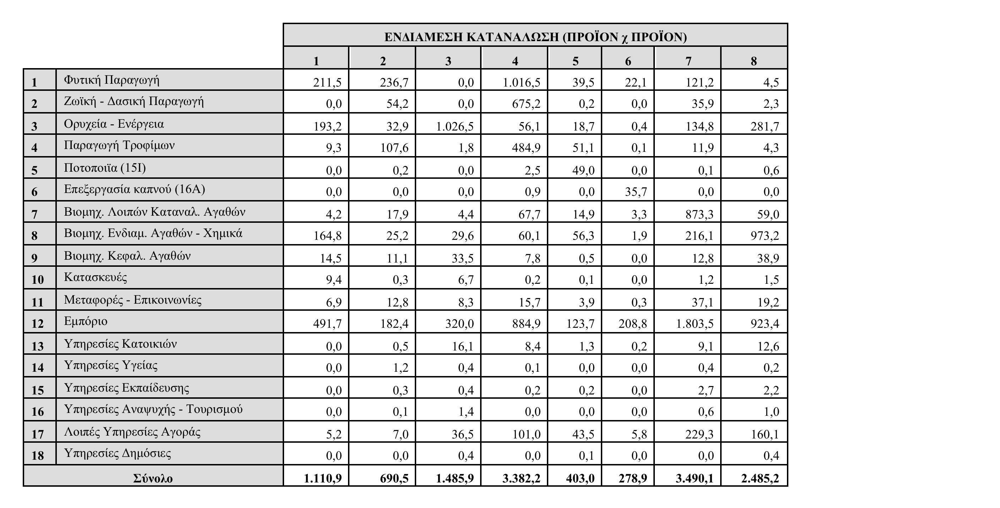 ΕΝΔΙΑΜΕΣΗ ΚΑΤΑΝΑΛΩΣΗ (ΠΡΟΪΟΝ χ ΠΡΟΪΟΝ)
1 2 3 4 5 6 7 8
1 Φυτική Παραγωγή 211,5 236,7 0,0 1.016,5 39,5 22,1 121,2 4,5
2 Ζωϊκή - Δασική Παραγωγή 0,0 54,2 0,0 675,2 0,2 0,0 35,9 2,3
3 Ορυχεία - Ενέργεια 193,2 32,9 1.026,5 56,1 18,7 0,4 134,8 281,7
4 Παραγωγή Τροφίμων 9,3 107,6 1,8 484,9 51,1 0,1 11,9 4,3
5 Ποτοποιϊα (15Ι) 0,0 0,2 0,0 2,5 49,0 0,0 0,1 0,6
6 Επεξεργασία καπνού (16Α) 0,0 0,0 0,0 0,9 0,0 35,7 0,0 0,0
7 Βιομηχ. Λοιπών Καταναλ. Αγαθών 4,2 17,9 4,4 67,7 14,9 3,3 873,3 59,0
8 Βιομηχ. Ενδιαμ. Αγαθών - Χημικά 164,8 25,2 29,6 60,1 56,3 1,9 216,1 973,2
9 Βιομηχ. Κεφαλ. Αγαθών 14,5 11,1 33,5 7,8 0,5 0,0 12,8 38,9
10 Κατασκευές 9,4 0,3 6,7 0,2 0,1 0,0 1,2 1,5
11 Μεταφορές - Επικοινωνίες 6,9 12,8 8,3 15,7 3,9 0,3 37,1 19,2
12 Εμπόριο 491,7 182,4 320,0 884,9 123,7 208,8 1.803,5 923,4
13 Υπηρεσίες Κατοικιών 0,0 0,5 16,1 8,4 1,3 0,2 9,1 12,6
14 Υπηρεσίες Υγείας 0,0 1,2 0,4 0,1 0,0 0,0 0,4 0,2
15 Υπηρεσίες Εκπαίδευσης 0,0 0,3 0,4 0,2 0,2 0,0 2,7 2,2
16 Υπηρεσίες Αναψυχής - Τουρισμού 0,0 0,1 1,4 0,0 0,0 0,0 0,6 1,0
17 Λοιπές Υπηρεσίες Αγοράς 5,2 7,0 36,5 101,0 43,5 5,8 229,3 160,1
18 Υπηρεσίες Δημόσιες 0,0 0,0 0,4 0,0 0,1 0,0 0,0 0,4
Σύνολο 1.110,9 690,5 1.485,9 3.382,2 403,0 278,9 3.490,1 2.485,2